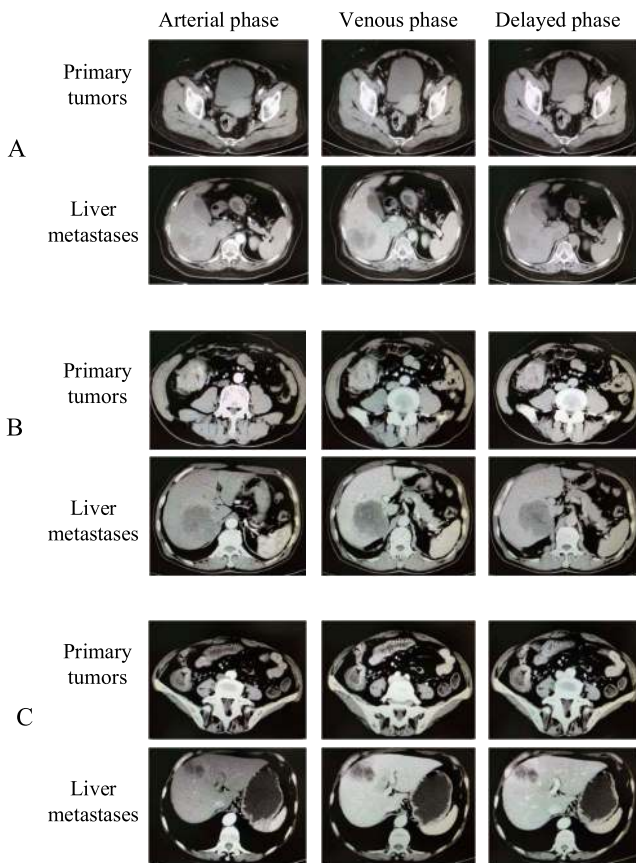 Arterial phase Venous phase Delayed phase
Primary
tumors
A
Liver
metastases
Primary
tumors
B
Liver
metastases
Primary
tumors
C
Liver
metastases